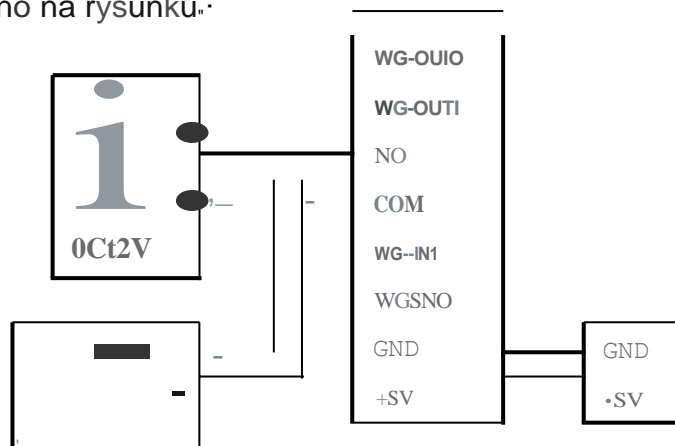 no na rysunku
WG-OUIO
WG-OUTI
NO
COM
WG--IN1
WGSNO
GND
+SV
i
0Ct2V
GND
•SV